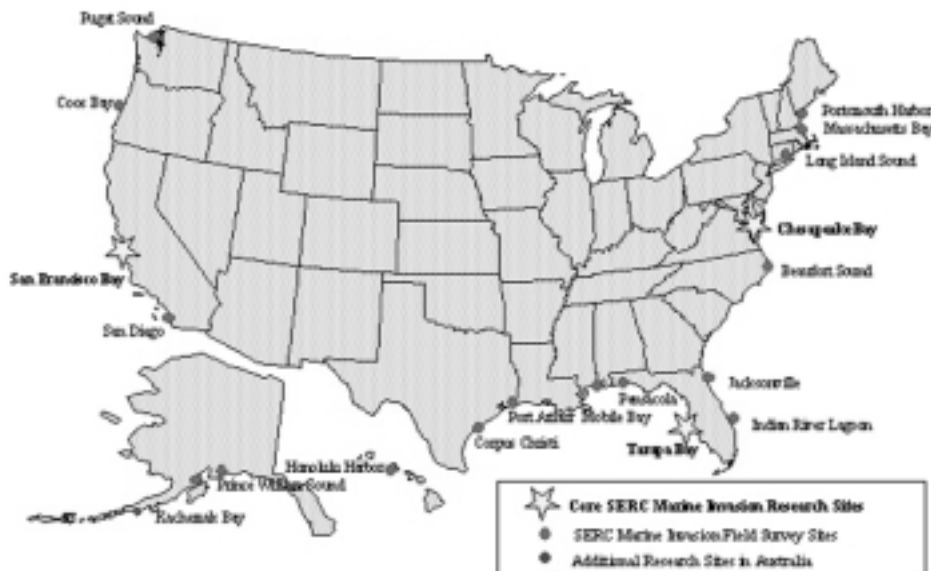 Puget Sound
Coos Bay
Portsmouth Harbor
Massachusetts Bay
Long Island Sound
Chesapeake Bay
San Francisco Bay
Beaufort Sound
San Diego
Jacksonville
Pensacola
Port Arthur Mobile Bay
Indian River Lagoon
Corpus Christi
Tampa Bay
Honolulu Harbor
Prince William Sound
Kachemak Bay
Core SERC Marine Invasion Research Sites
SERC Marine Invasion Field Survey Sites
Additional Research Sites in Australia